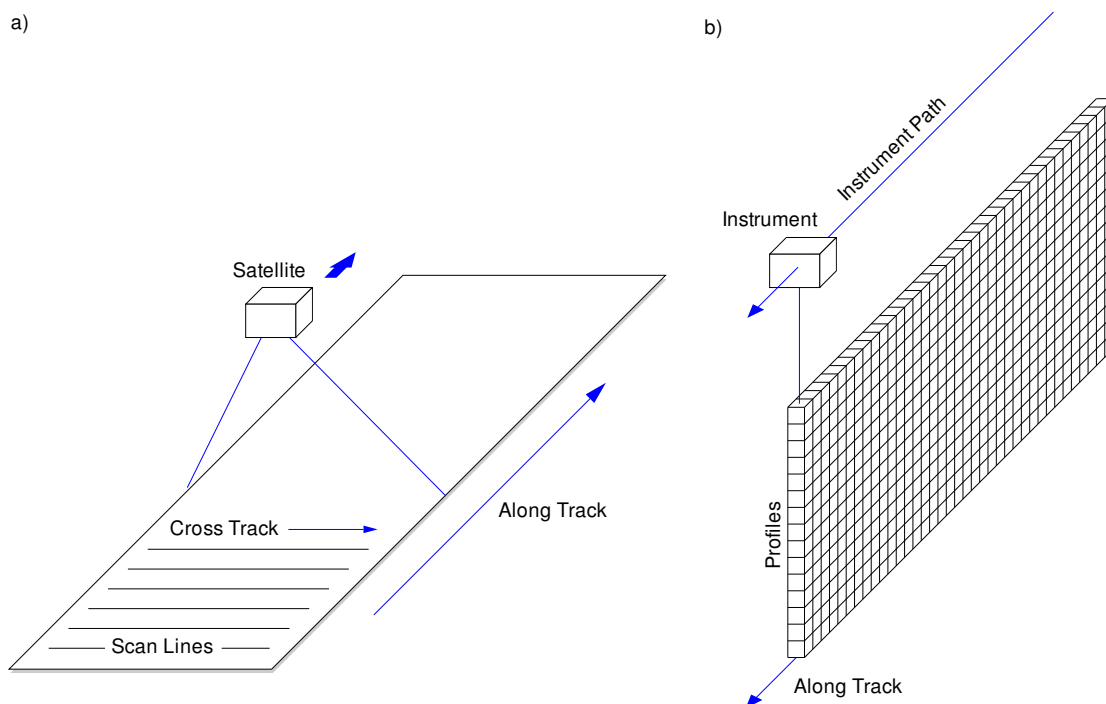 a)
Satellite
Cross Track
Along Track
Scan Lines
b)
Instrument Path
Instrument
Profiles
Along Track